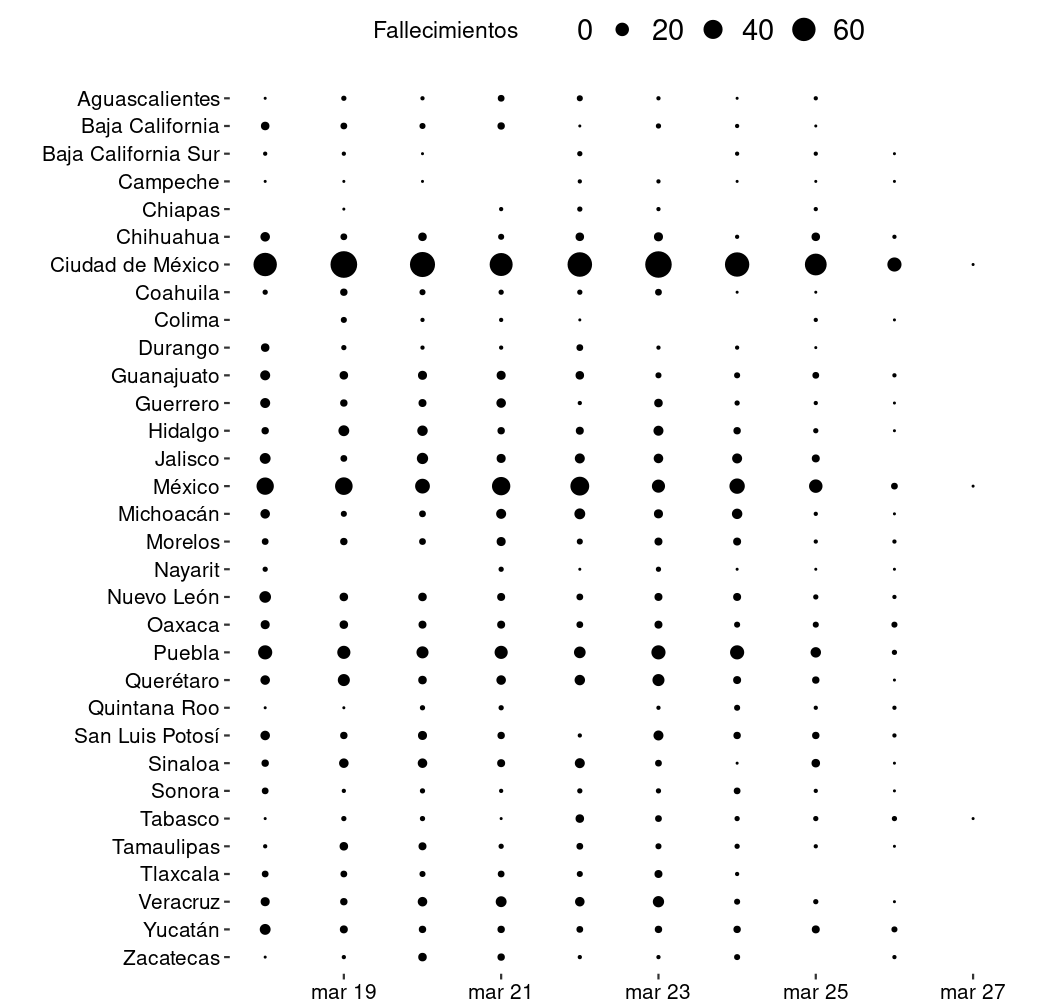 Fallecimientos 0 20 40 60
Aguascalientes
Baja California
Baja California Sur
Campeche
Chiapas
Chihuahua
Ciudad de México
Coahuila
Colima
Durango
Guanajuato
Guerrero
Hidalgo
Jalisco
México
Michoacán
Morelos
Nayarit
Nuevo León
Oaxaca
Puebla
Querétaro
Quintana Roo
San Luis Potosí
Sinaloa
Sonora
Tabasco
Tamaulipas
Tlaxcala
Veracruz
Yucatán
Zacatecas
mar 19 mar 21 mar 23 mar 25 mar 27